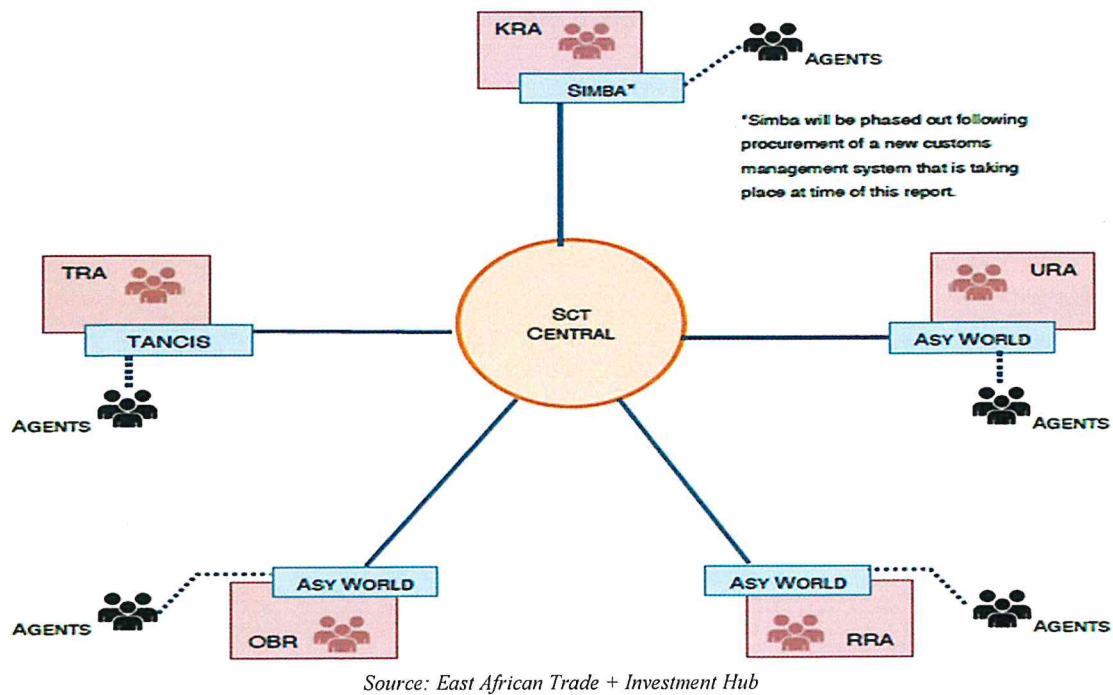 KRA
SIMBA*
AGENTS
*Simba will be phased out following
procurement of a new customs
management system that is taking
place at time of this report.
TRA
TANCIS
AGENTS
SCT
CENTRAL
URA
ASY WORLD
AGENTS
ASY WORLD
OBR
AGENTS
ASY WORLD
RRA
AGENTS
Source: East African Trade + Investment Hub